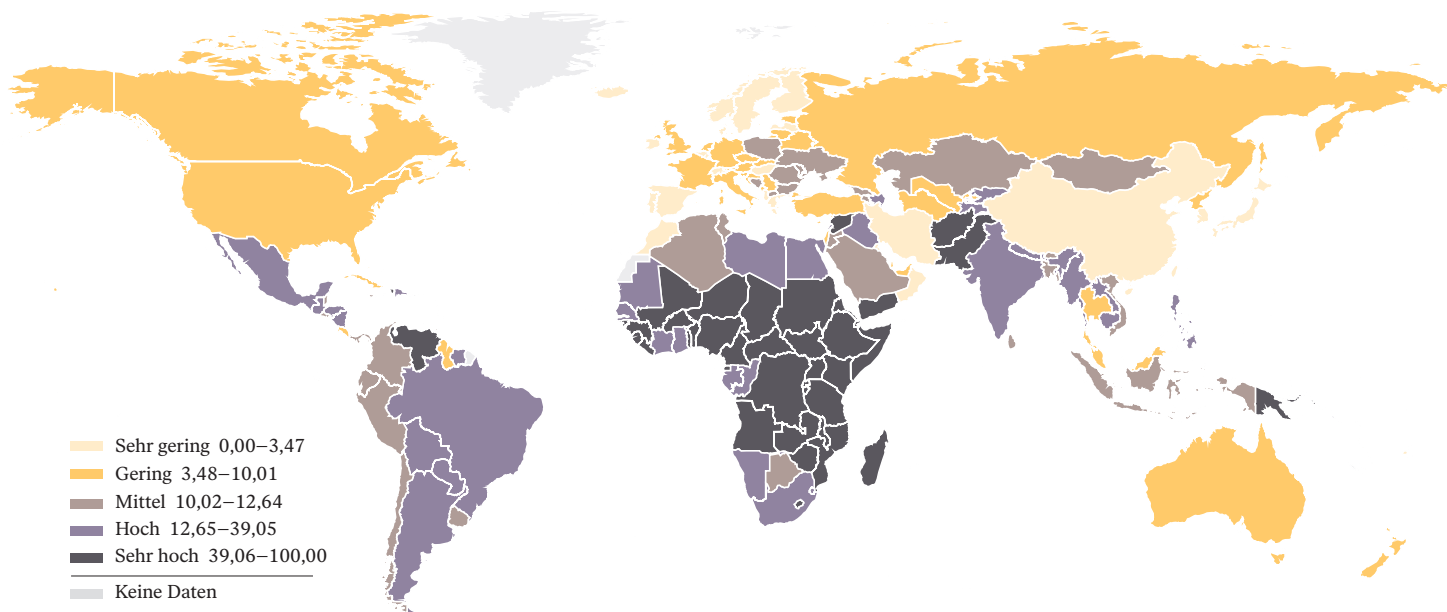 Sehr gering 0,00–3,47
Gering 3,48–10,01
Mittel 10,02–12,64
Hoch 12,65–39,05
Sehr hoch 39,06–100,00
Keine Daten